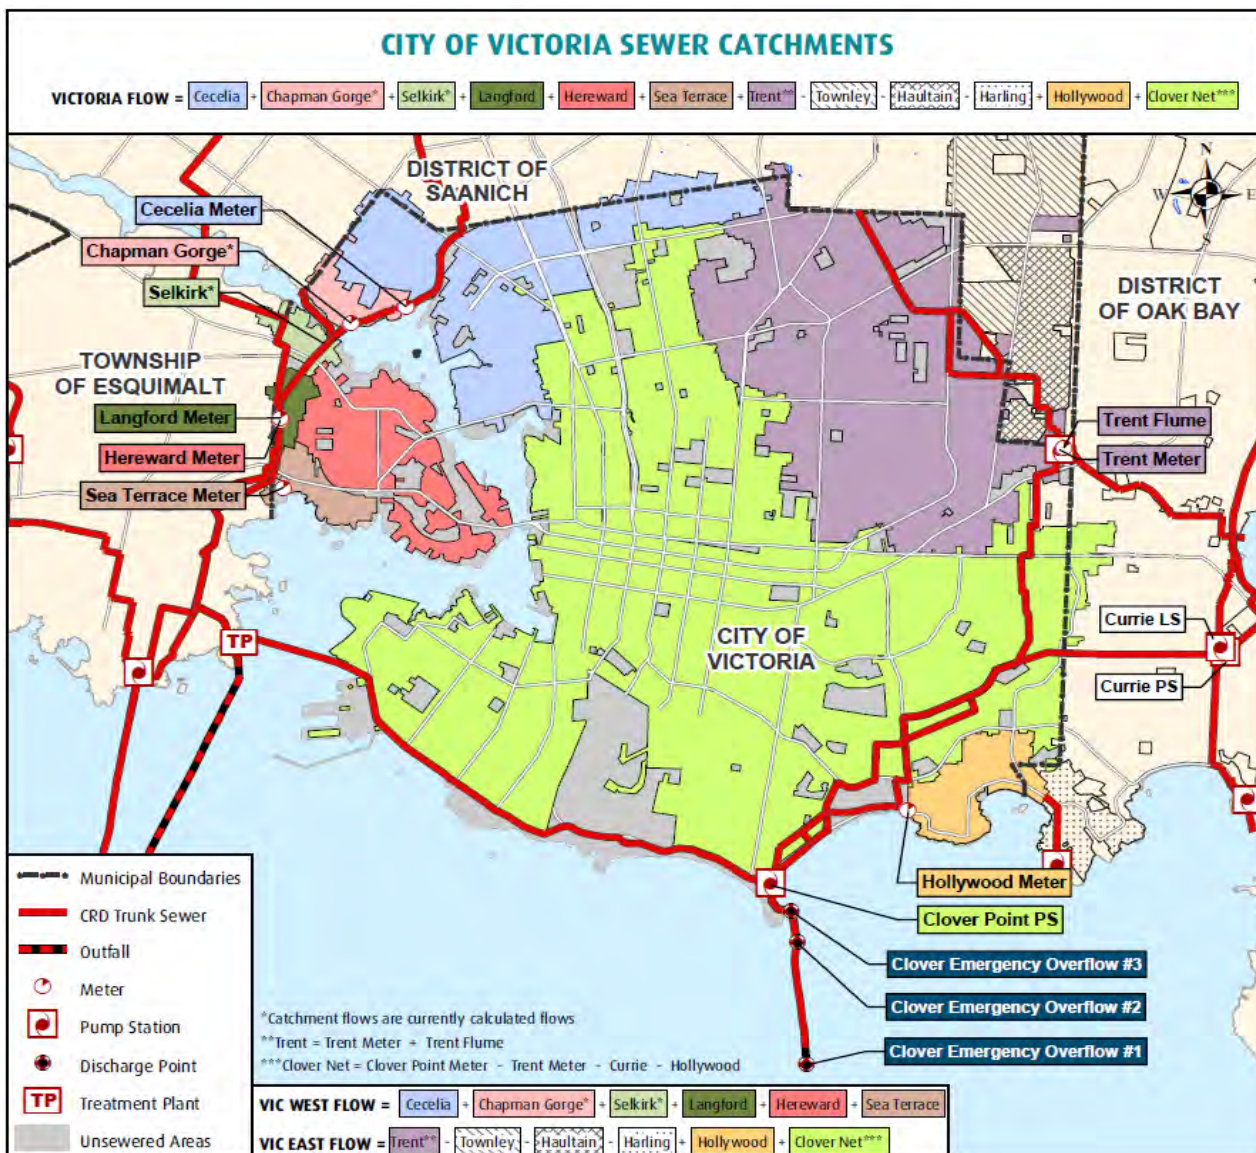 CITY OF VICTORIA SEWER CATCHMENTS
VICTORIA FLOW = Cecelia + Chapman Gorge* + Selkirk* + Langford + Hereward + Sea Terrace + Trent** - Townley - Haultain - Harling + Hollywood + Clover Net***
DISTRICT OF
SAANICH
N
W E
S
Cecelia Meter
Chapman Gorge*
Selkirk*
DISTRICT
OF OAK BAY
TOWNSHIP
OF ESQUIMALT
Langford Meter
Trent Flume
Hereward Meter
Trent Meter
Sea Terrace Meter
CITY OF
VICTORIA
Currie LS
TP
Currie PS
Hollywood Meter
Clover Point PS
Clover Emergency Overflow #3
Clover Emergency Overflow #2
Clover Emergency Overflow #1
Municipal Boundaries
CRD Trunk Sewer
Outfall
Meter
Pump Station
Discharge Point
TP Treatment Plant
Unsewered Areas
*Catchment flows are currently calculated flows
**Trent = Trent Meter + Trent Flume
***Clover Net = Clover Point Meter - Trent Meter - Currie - Hollywood
VIC WEST FLOW = Cecelia + Chapman Gorge* + Selkirk* + Langford + Hereward + Sea Terrace
VIC EAST FLOW = Trent** - Townley - Haultain - Harling + Hollywood + Clover Net***